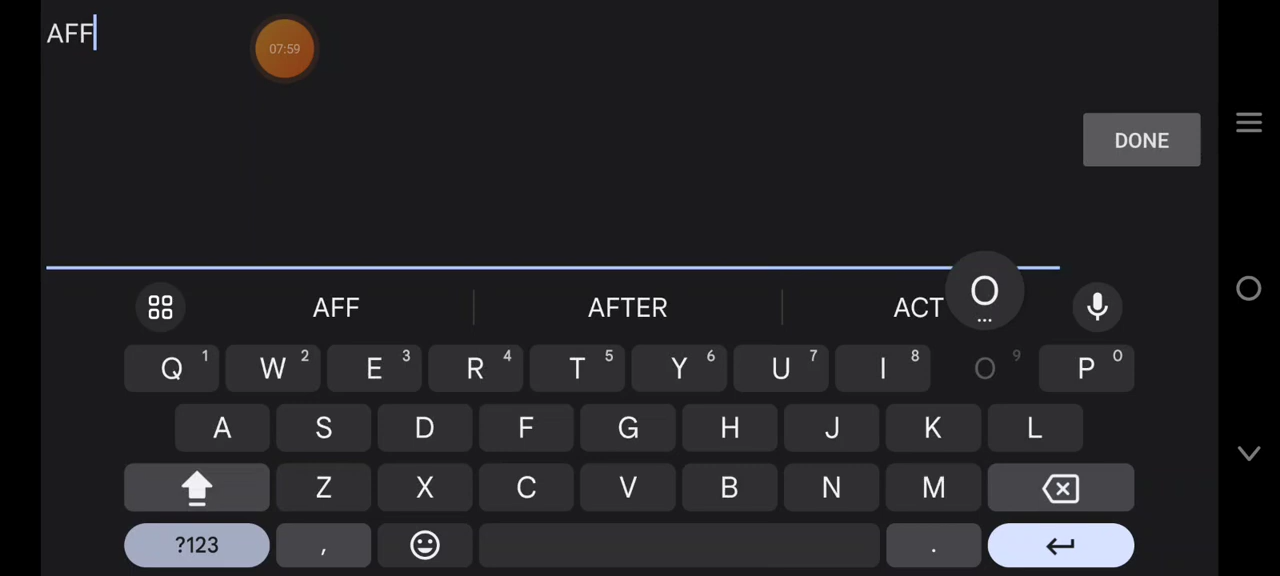 AFF
07:59
DONE
AFF AFTER ACT O
...
Q 1 W 2 E 3 R 4 T 5 Y 6 U 7 I 8 O 9 P 0
A S D F G H J K L
Z X C V B N M
?123 , .